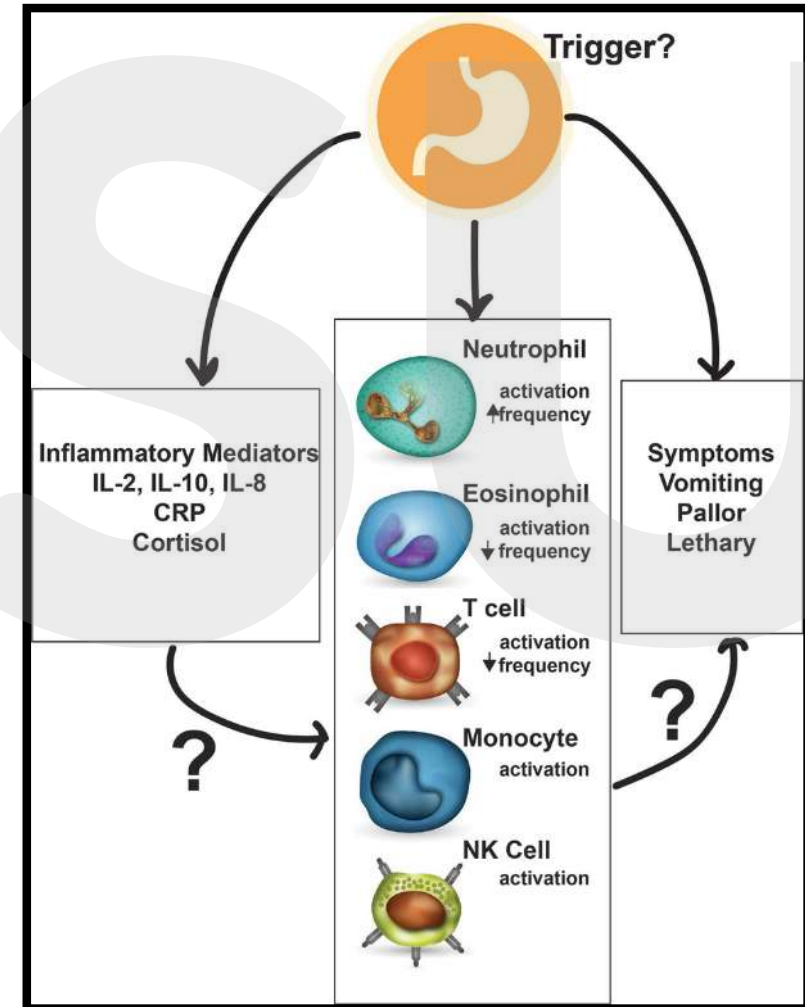 Trigger?
Inflammatory Mediators
IL-2, IL-10, IL-8
CRP
Cortisol
Neutrophil
activation
↑frequency
Eosinophil
activation
↓frequency
T cell
activation
↓frequency
Monocyte
activation
NK Cell
activation
Symptoms
Vomiting
Pallor
Lethary
?
?
SU